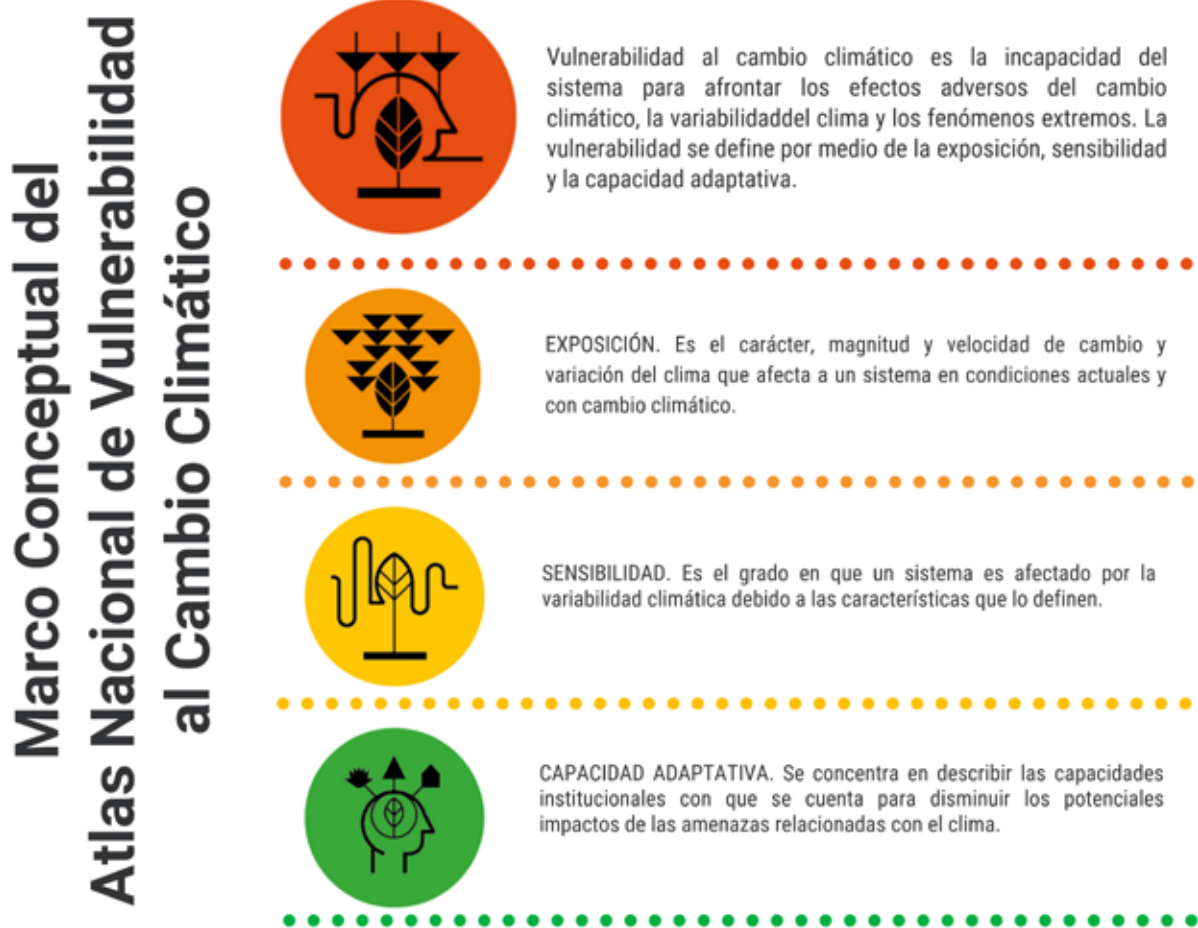 Marco Conceptual del
Atlas Nacional de Vulnerabilidad
al Cambio Climático
Vulnerabilidad al cambio climático es la incapacidad del
sistema para afrontar los efectos adversos del cambio
climático, la variabilidaddel clima y los fenómenos extremos. La
vulnerabilidad se define por medio de la exposición, sensibilidad
y la capacidad adaptativa.
EXPOSICIÓN. Es el carácter, magnitud y velocidad de cambio y
variación del clima que afecta a un sistema en condiciones actuales y
con cambio climático.
SENSIBILIDAD. Es el grado en que un sistema es afectado por la
variabilidad climática debido a las características que lo definen.
CAPACIDAD ADAPTATIVA. Se concentra en describir las capacidades
institucionales con que se cuenta para disminuir los potenciales
impactos de las amenazas relacionadas con el clima.